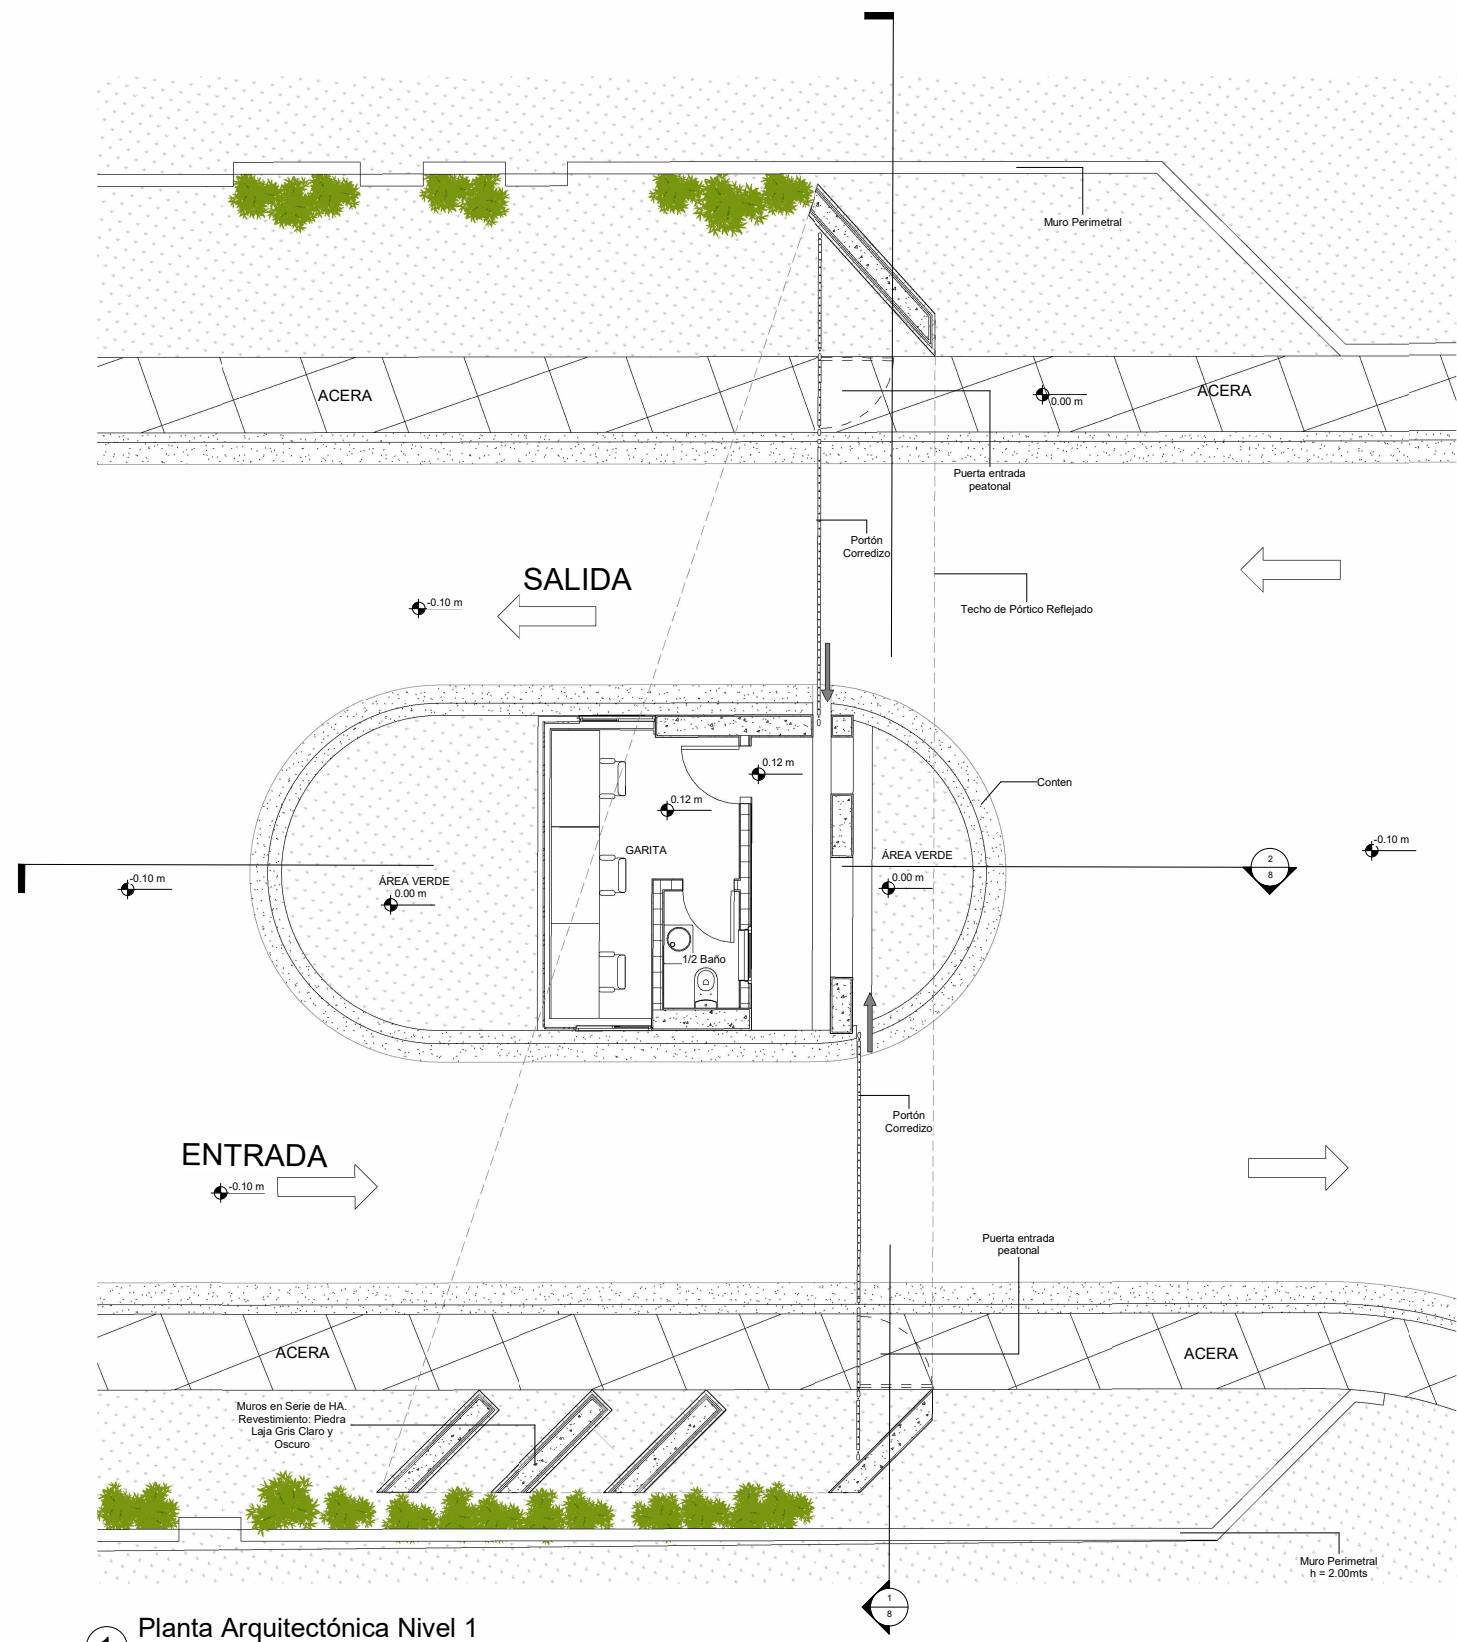 Muro Perimetral
ACERA
0.00 m
ACERA
Puerta entrada
peatonal
Portón
Corredizo
SALIDA
-0.10 m
Techo de Pórtico Reflejado
0.12 m
0.12 m
Conten
GARITA
ÁREA VERDE
0.00 m
-0.10 m
2
8
-0.10 m
ÁREA VERDE
0.00 m
1/2 Baño
Portón
Corredizo
ENTRADA
-0.10 m
Puerta entrada
peatonal
ACERA
ACERA
Muros en Serie de HA.
Revestimiento: Piedra
Laja Gris Claro y
Oscuro
Muro Perimetral
h = 2.00mts
1
8
1
Planta Arquitectónica Nivel 1